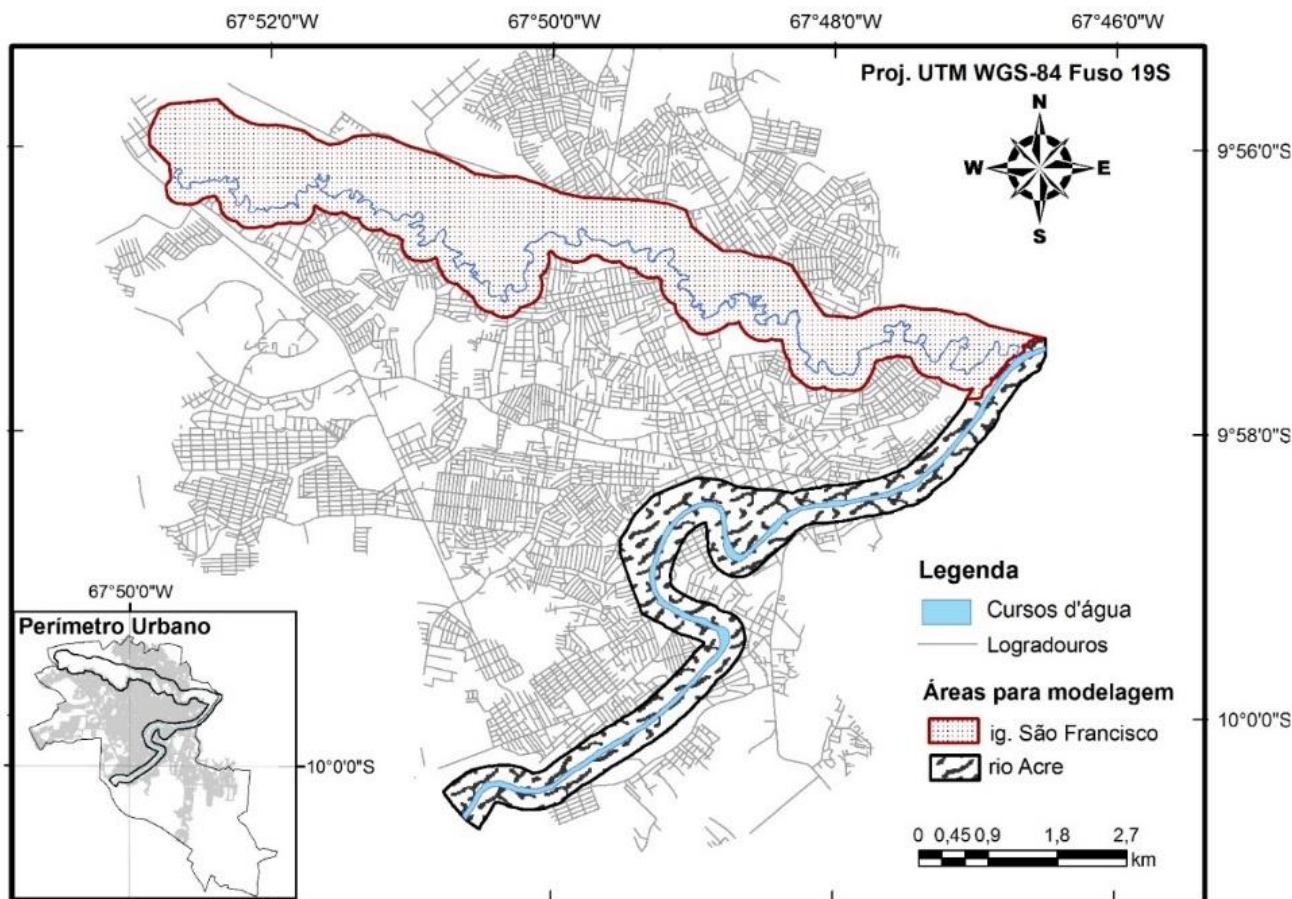 67°52'0"W
67°50'0"W
67°48'0"W
67°46'0"W
Proj. UTM WGS-84 Fuso 19S
N
W
E
S
9°56'0"S
9°58'0"S
10°0'0"S
Legenda
Cursos d'água
Logradouros
Áreas para modelagem
ig. São Francisco
rio Acre
0 0,45 0,9 1,8 2,7
km
67°50'0"W
Perímetro Urbano
10°0'0"S